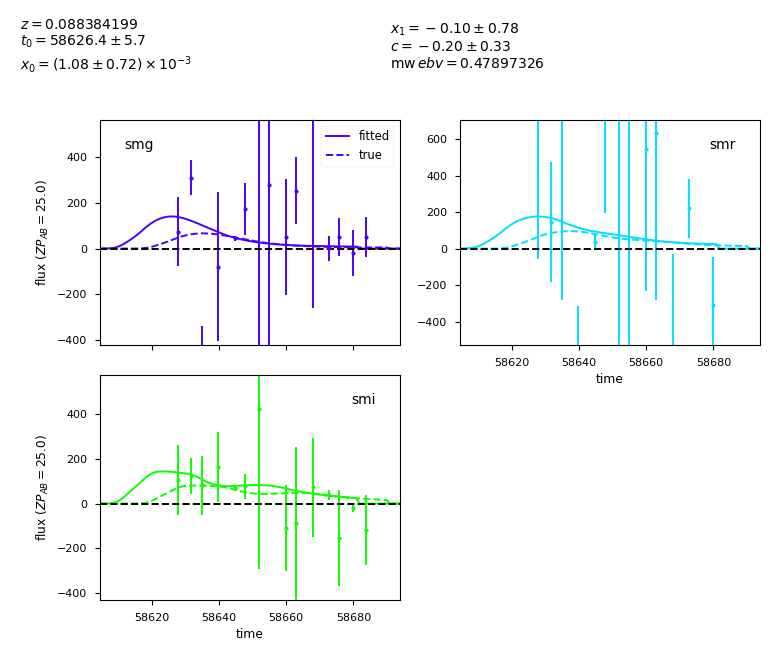 z = 0.088384199
t₀ = 58626.4 ± 5.7
x₀ = (1.08 ± 0.72) × 10⁻³
x₁ = −0.10 ± 0.78
c = −0.20 ± 0.33
mw ebv = 0.47897326
smg
fitted
true
400
200
0
−200
−400
flux (ZP_AB = 25.0)
smr
600
400
200
0
−200
−400
58620 58640 58660 58680
time
smi
400
200
0
−200
−400
flux (ZP_AB = 25.0)
58620 58640 58660 58680
time